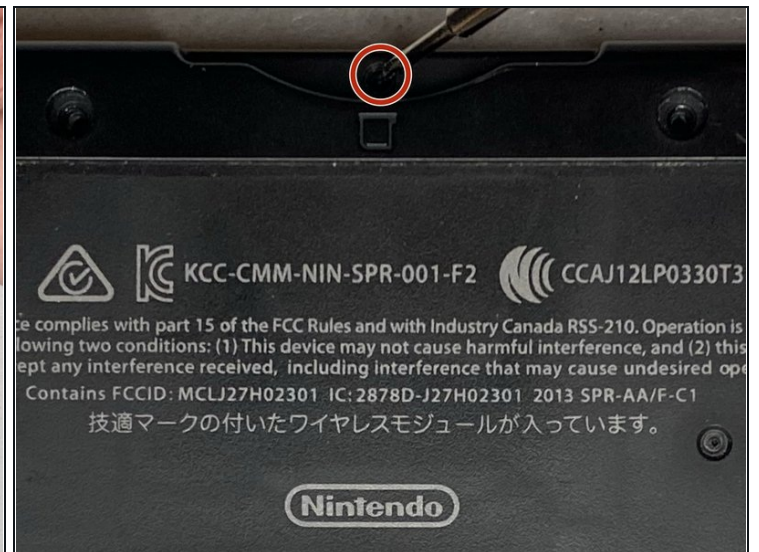 KCC-CMM-NIN-SPR-001-F2 CCAJ12LP0330T3
ce complies with part 15 of the FCC Rules and with Industry Canada RSS-210. Operation is
lowing two conditions: (1) This device may not cause harmful interference, and (2) this
ept any interference received, including interference that may cause undesired ope
Contains FCCID: MCLJ27H02301 IC: 2878D-J27H02301 2013 SPR-AA/F-C1
技適マークの付いたワイヤレスモジュールが入っています。
Nintendo